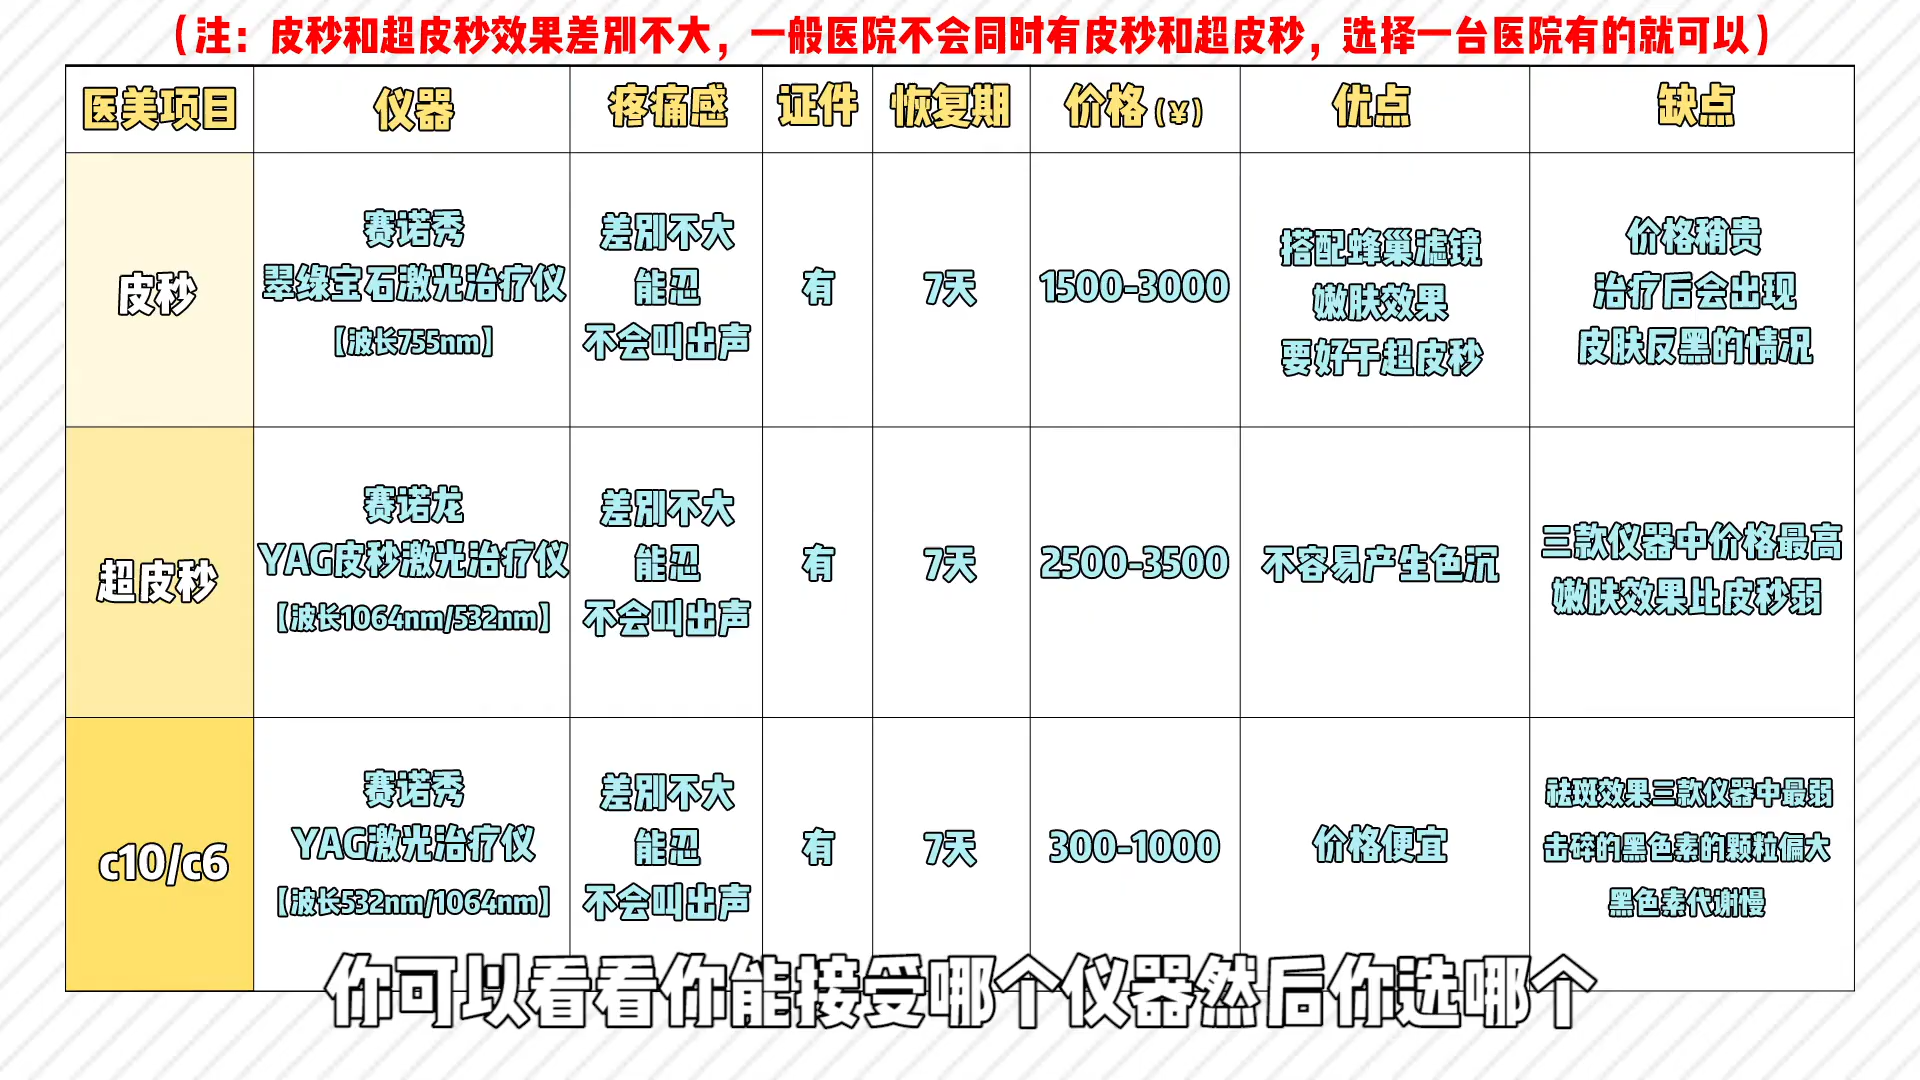 （注：皮秒和超皮秒效果差别不大，一般医院不会同时有皮秒和超皮秒，选择一台医院有的就可以）
医美项目 仪器 疼痛感 证件 恢复期 价格(¥) 优点 缺点
皮秒
赛诺秀
翠绿宝石激光治疗仪
【波长755nm】
差别不大
能忍
不会叫出声
有
7天
1500-3000
搭配蜂巢滤镜
嫩肤效果
要好于超皮秒
价格稍贵
治疗后会出现
皮肤反黑的情况
超皮秒
赛诺龙
YAG皮秒激光治疗仪
【波长1064nm/532nm】
差别不大
能忍
不会叫出声
有
7天
2500-3500
不容易产生色沉
三款仪器中价格最高
嫩肤效果比皮秒弱
c10/c6
赛诺秀
YAG激光治疗仪
【波长532nm/1064nm】
差别不大
能忍
不会叫出声
有
7天
300-1000
价格便宜
祛斑效果三款仪器中最弱
击碎的黑色素的颗粒偏大
黑色素代谢慢
你可以看看你能接受哪个仪器然后你选哪个